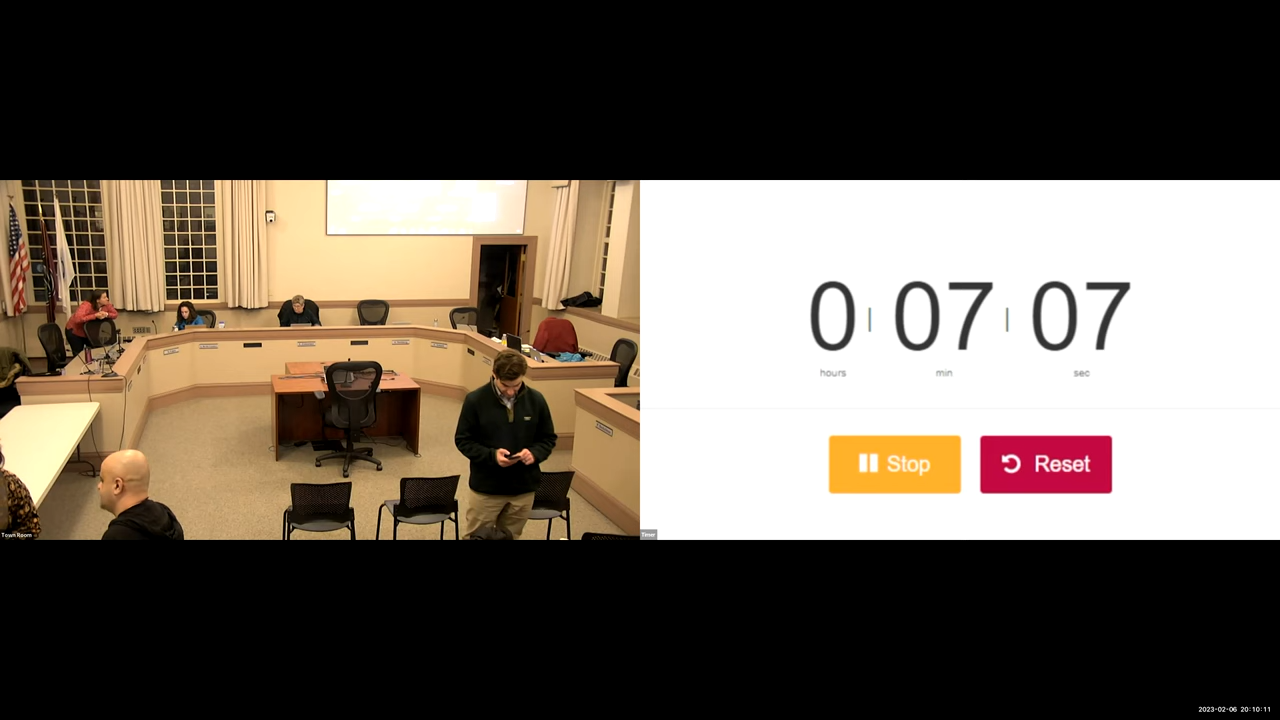 0 07 07
hours min sec
Stop Reset
Town Room
Timer
2023-02-06 20:10:11